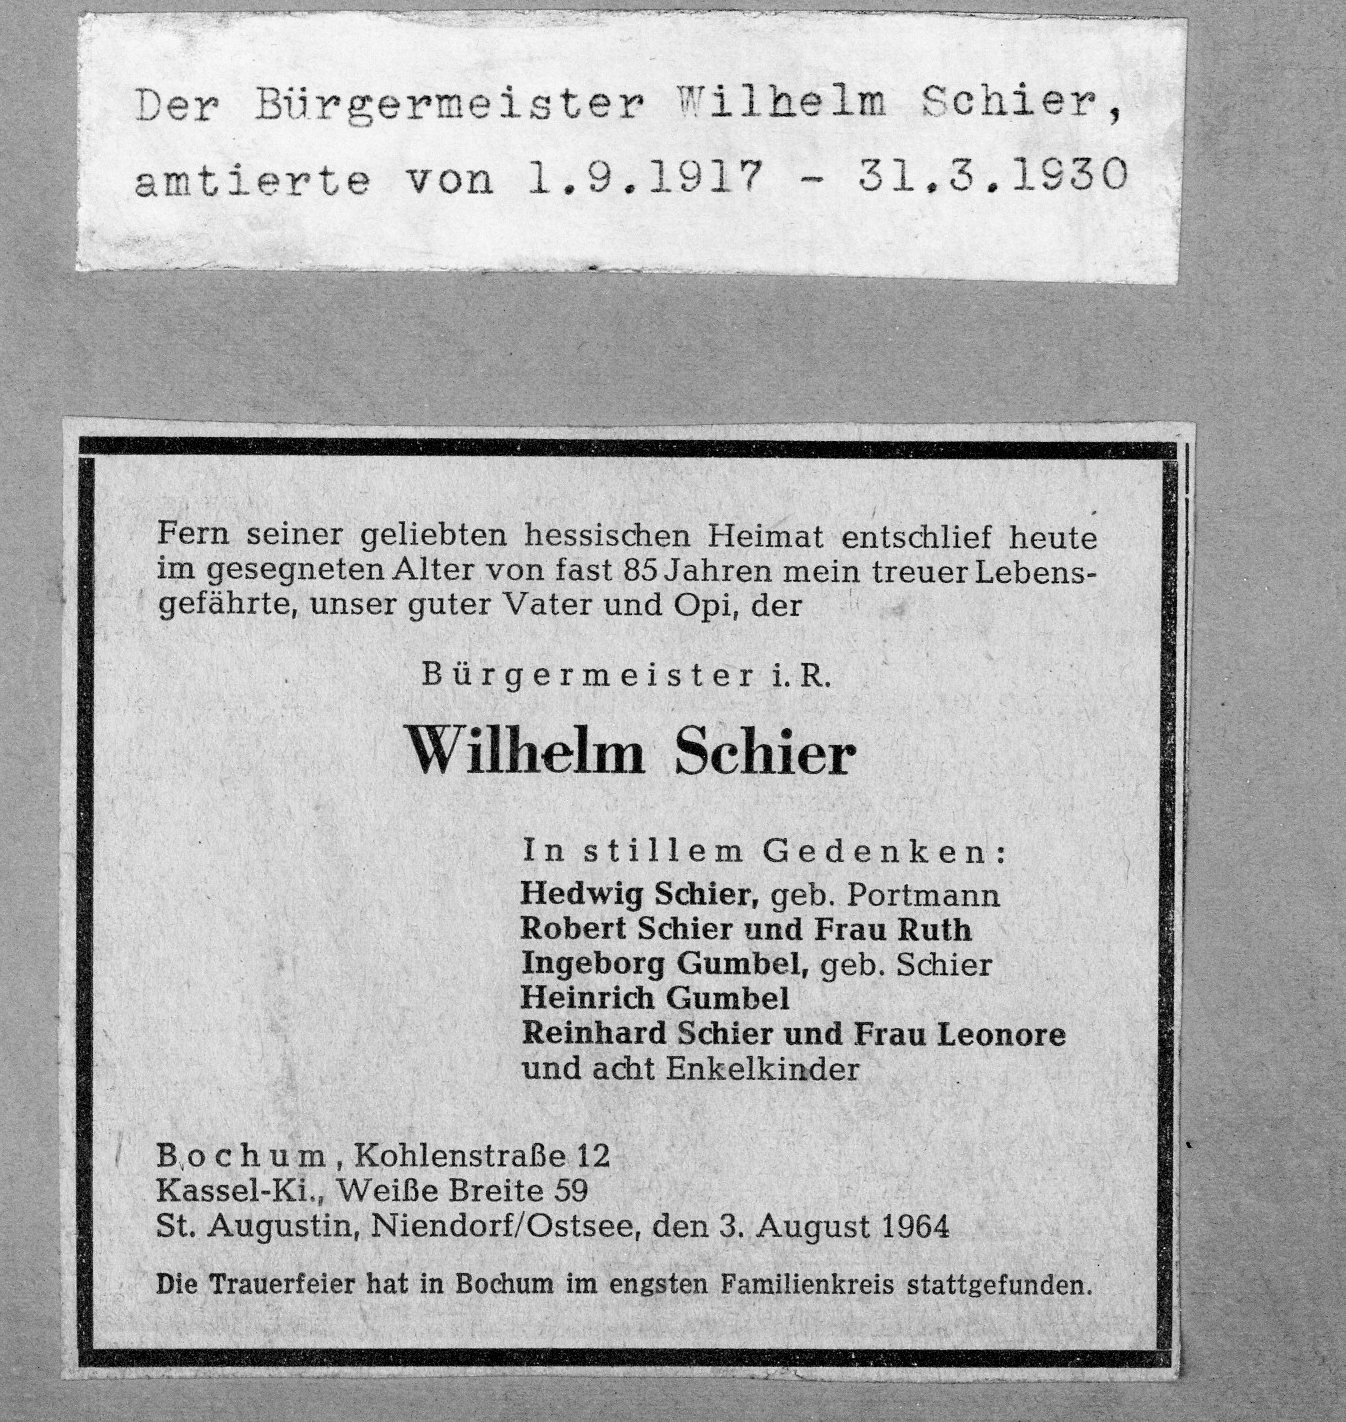 Der Bürgermeister Wilhelm Schier,
amtierte von 1.9.1917 - 31.3.1930
Fern seiner geliebten hessischen Heimat entschlief heute
im gesegneten Alter von fast 85 Jahren mein treuer Lebens-
gefährte, unser guter Vater und Opi, der
Bürgermeister i. R.
Wilhelm Schier
In stillem Gedenken:
Hedwig Schier, geb. Portmann
Robert Schier und Frau Ruth
Ingeborg Gumbel, geb. Schier
Heinrich Gumbel
Reinhard Schier und Frau Leonore
und acht Enkelkinder
Bochum, Kohlenstraße 12
Kassel-Ki., Weiße Breite 59
St. Augustin, Niendorf/Ostsee, den 3. August 1964
Die Trauerfeier hat in Bochum im engsten Familienkreis stattgefunden.